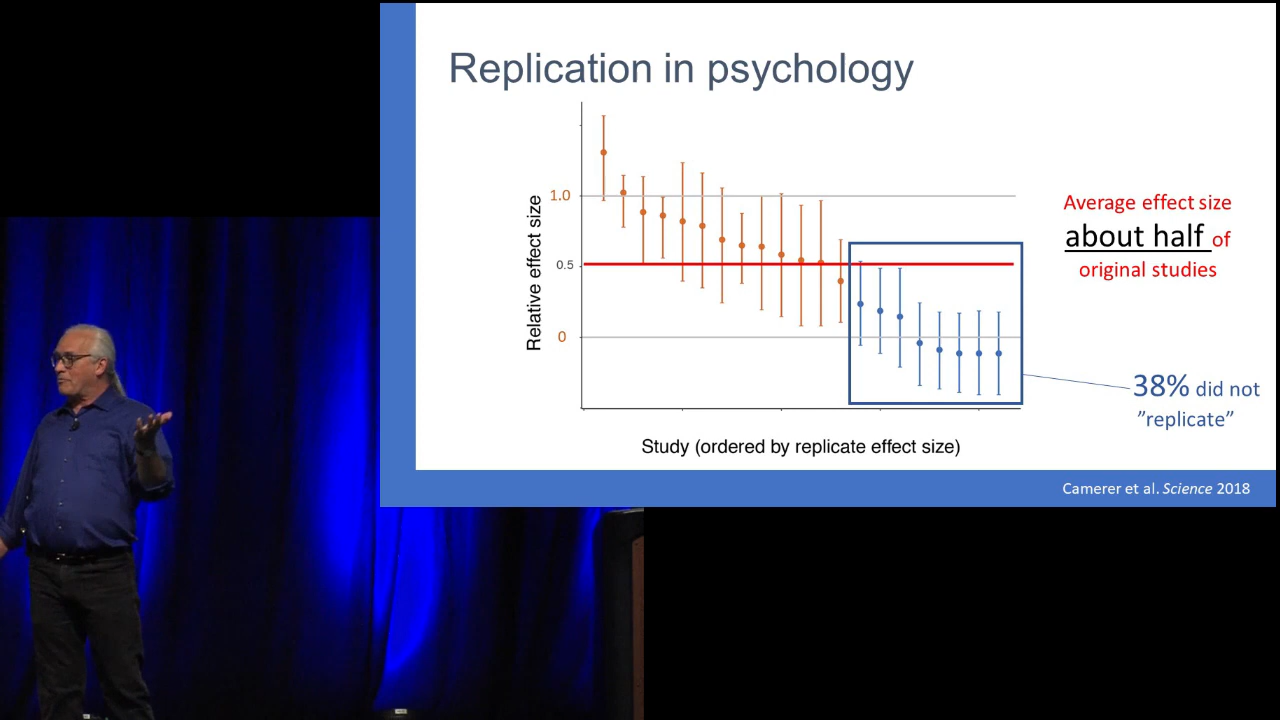 Replication in psychology
Relative effect size
1.0
0.5
0
Study (ordered by replicate effect size)
Average effect size
about half of
original studies
38% did not
”replicate”
Camerer et al. Science 2018